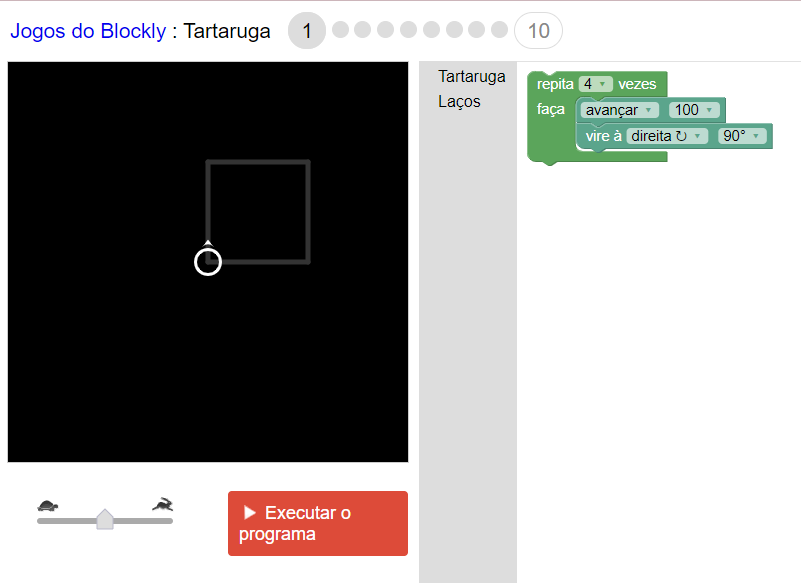 Jogos do Blockly : Tartaruga 1 10
Tartaruga
Laços
repita 4 vezes
faça avançar 100
vire à direita ↻ 90°
Executar o
programa